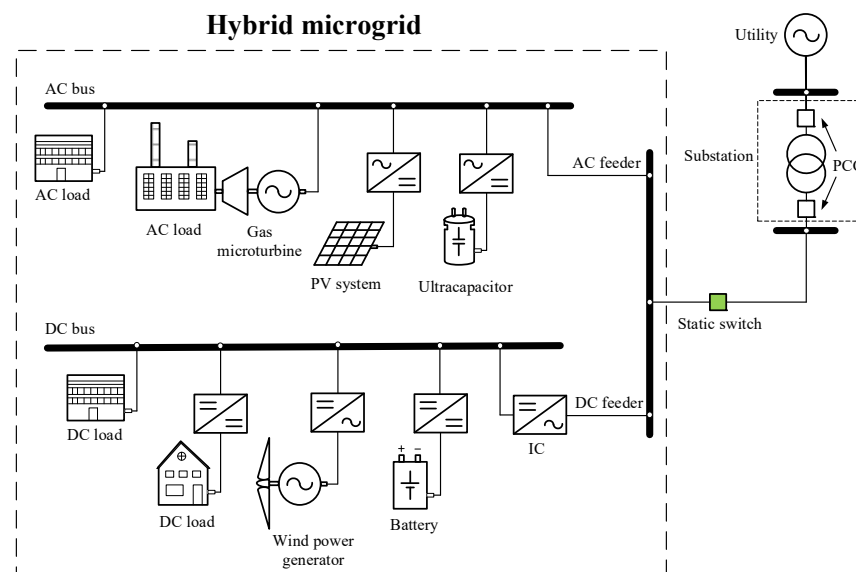 Hybrid microgrid
Utility
AC bus
AC feeder
Substation
PCC
AC load
AC load
Gas
microturbine
PV system
Ultracapacitor
Static switch
DC bus
DC feeder
DC load
IC
DC load
Wind power
generator
+ −
Battery